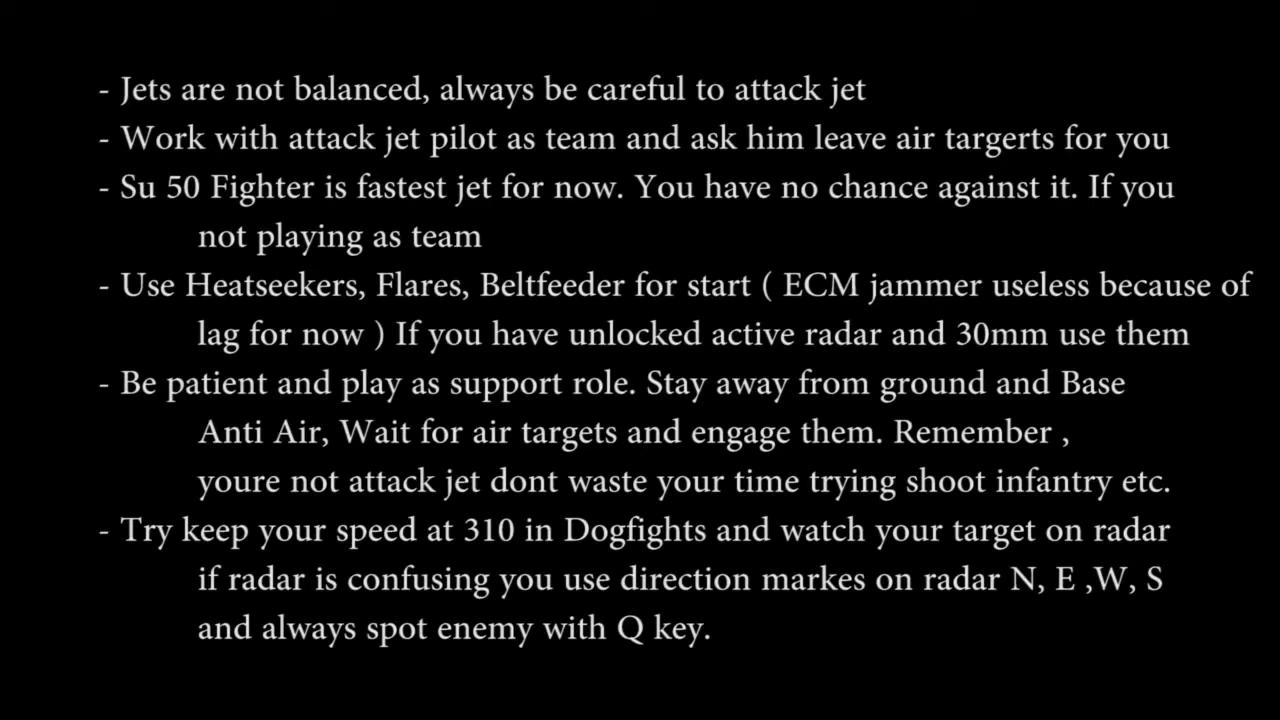 - Jets are not balanced, always be careful to attack jet
- Work with attack jet pilot as team and ask him leave air targerts for you
- Su 50 Fighter is fastest jet for now. You have no chance against it. If you
not playing as team
- Use Heatseekers, Flares, Beltfeeder for start ( ECM jammer useless because of
lag for now ) If you have unlocked active radar and 30mm use them
- Be patient and play as support role. Stay away from ground and Base
Anti Air, Wait for air targets and engage them. Remember ,
youre not attack jet dont waste your time trying shoot infantry etc.
- Try keep your speed at 310 in Dogfights and watch your target on radar
if radar is confusing you use direction markes on radar N, E ,W, S
and always spot enemy with Q key.